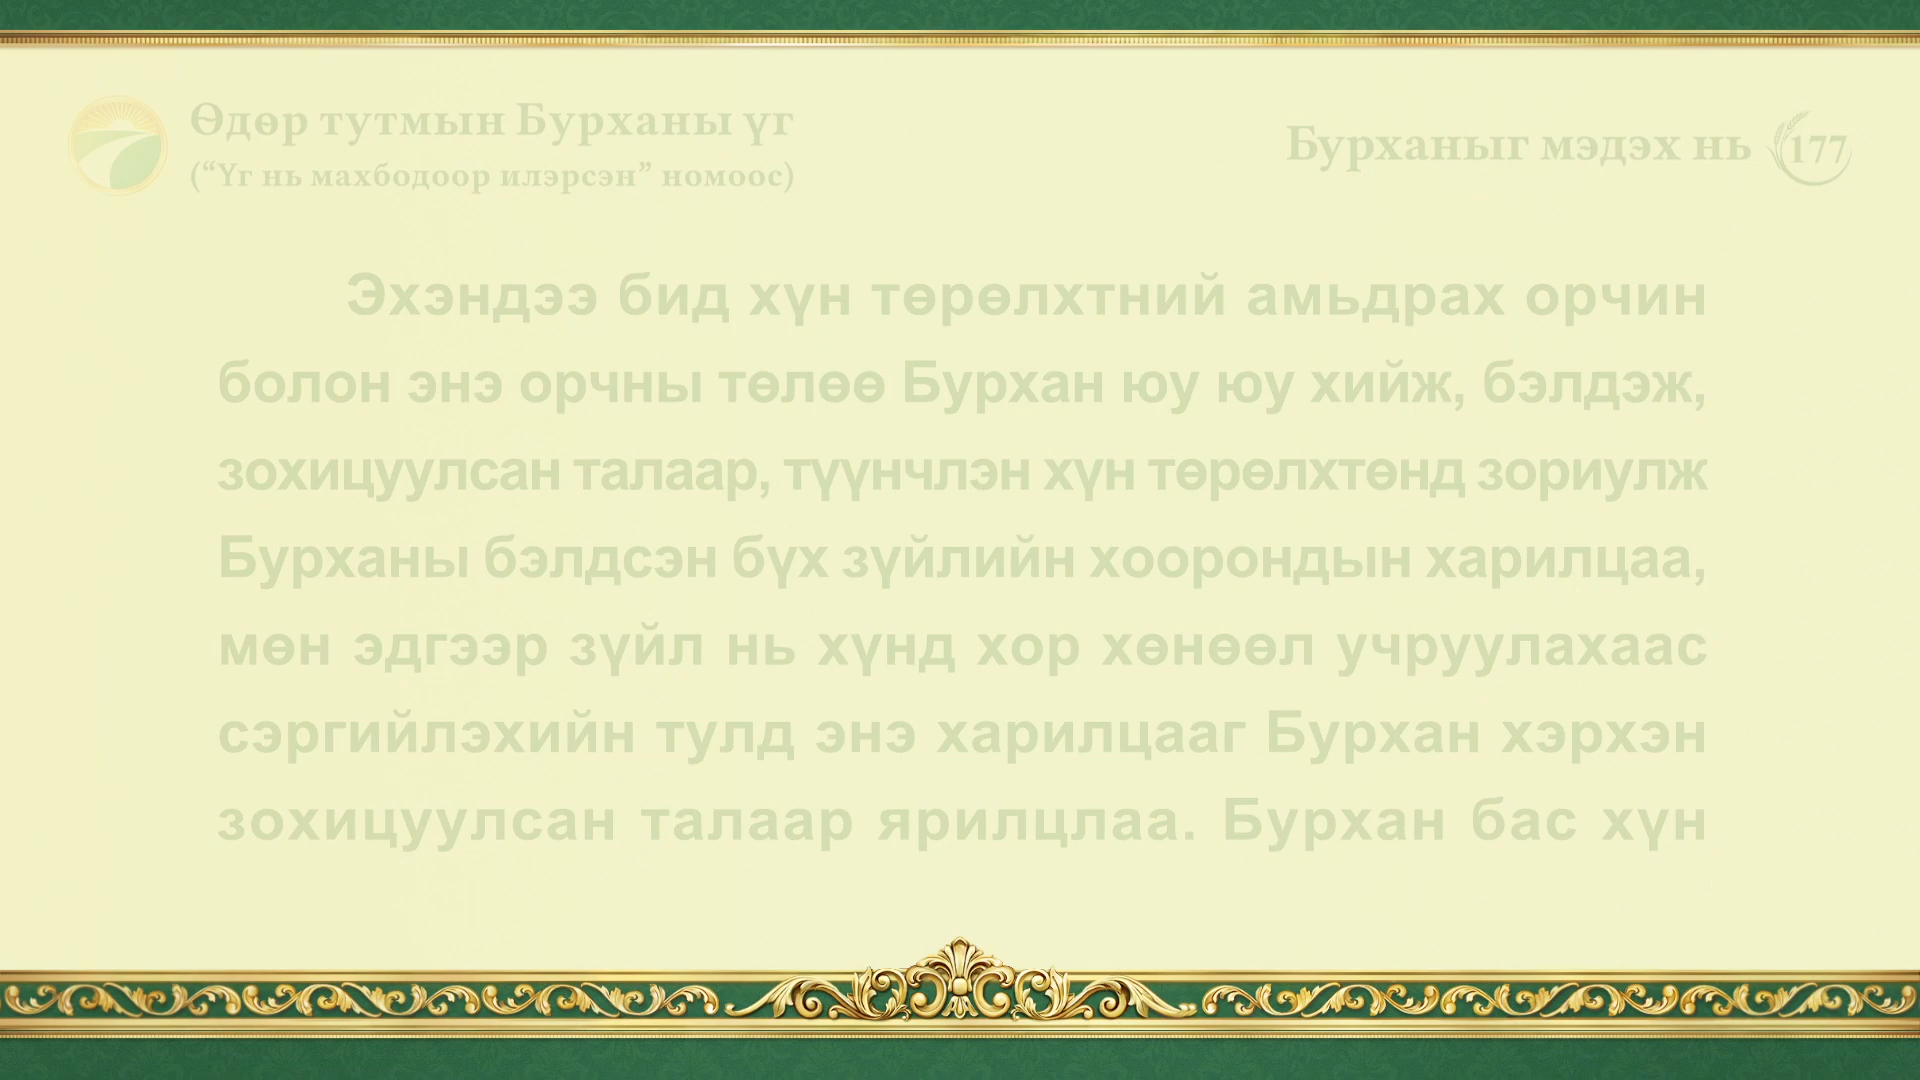 Өдөр тутмын Бурханы үг
(“Үг нь махбодоор илэрсэн” номоос)
Бурханыг мэдэх нь 177
Эхэндээ бид хүн төрөлхтний амьдрах орчин
болон энэ орчны төлөө Бурхан юу юу хийж, бэлдэж,
зохицуулсан талаар, түүнчлэн хүн төрөлхтөнд зориулж
Бурханы бэлдсэн бүх зүйлийн хоорондын харилцаа,
мөн эдгээр зүйл нь хүнд хор хөнөөл учруулахаас
сэргийлэхийн тулд энэ харилцааг Бурхан хэрхэн
зохицуулсан талаар ярилцлаа. Бурхан бас хүн